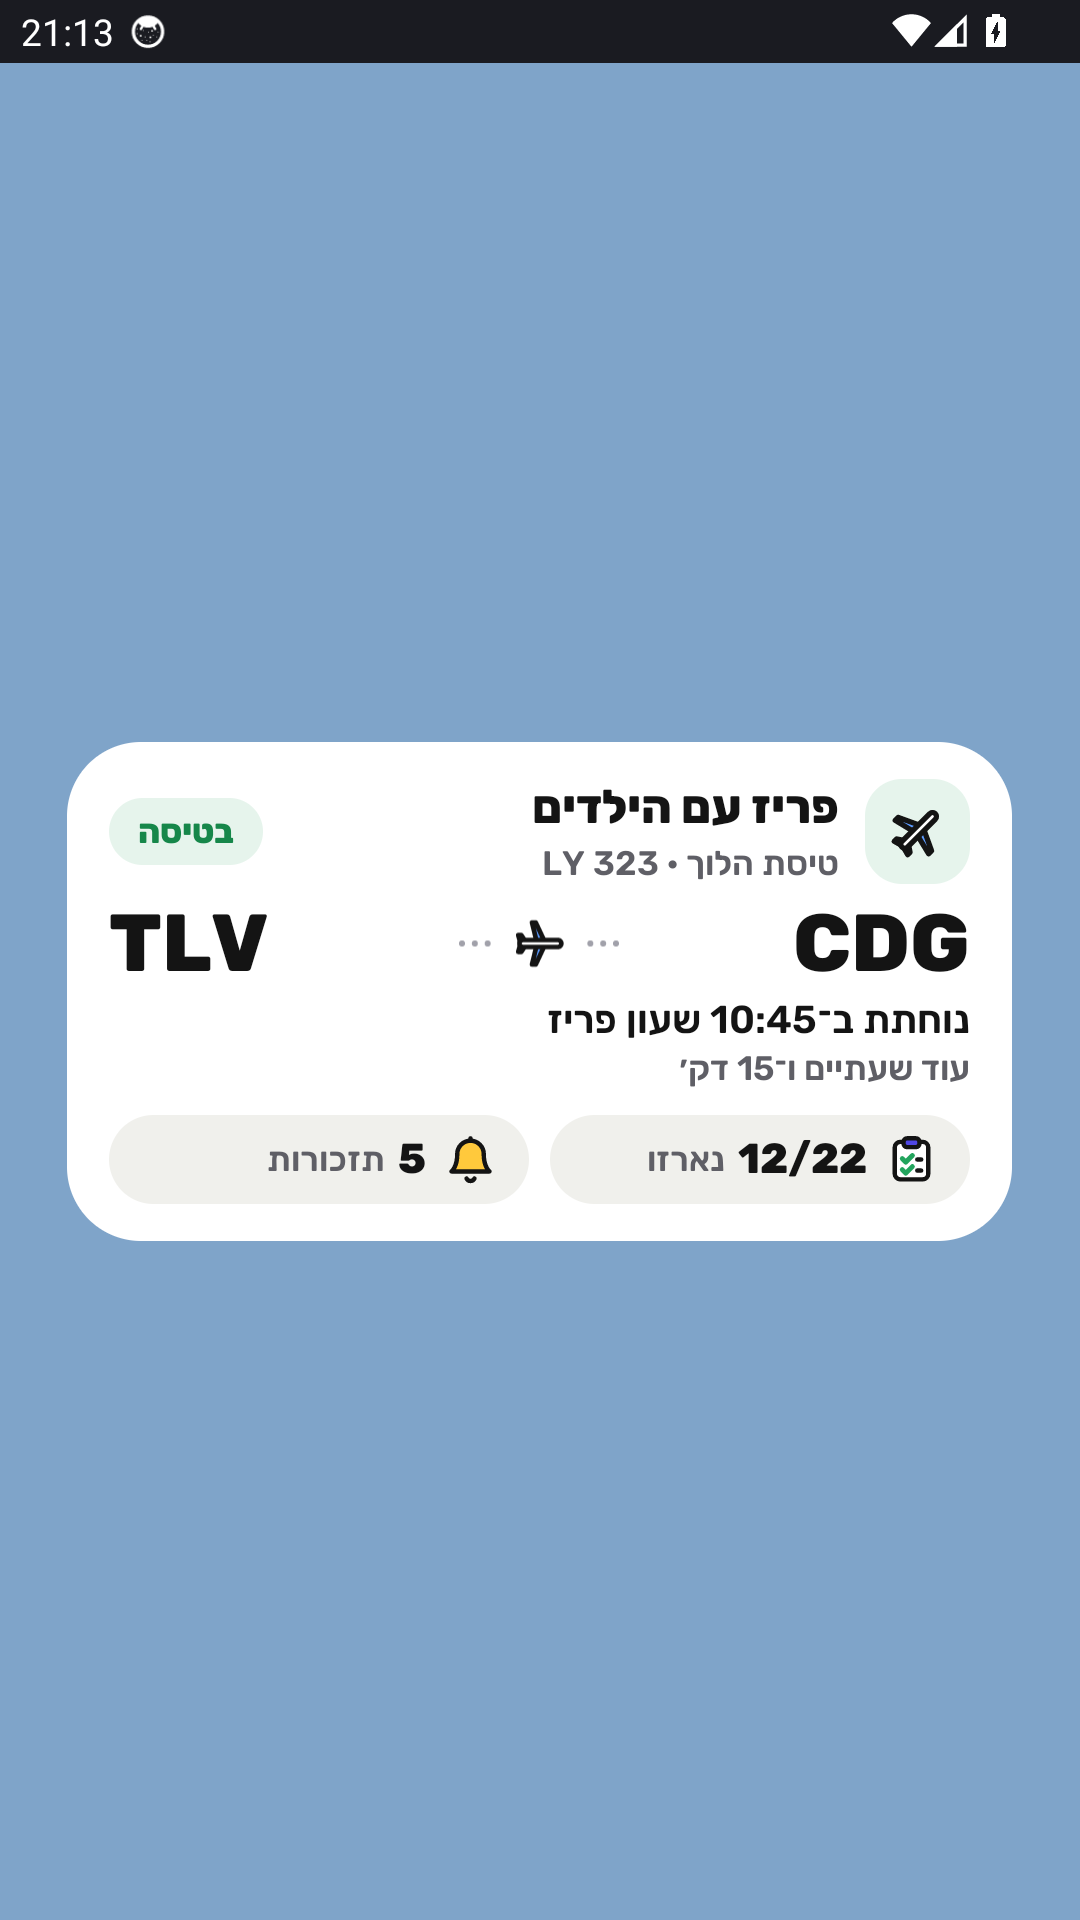 21:13
פריז עם הילדים
טיסת הלוך • LY 323
בטיסה
TLV CDG
נוחתת ב־10:45 שעון פריז
עוד שעתיים ו־15 דק׳
12/22 נארזו
5 תזכורות